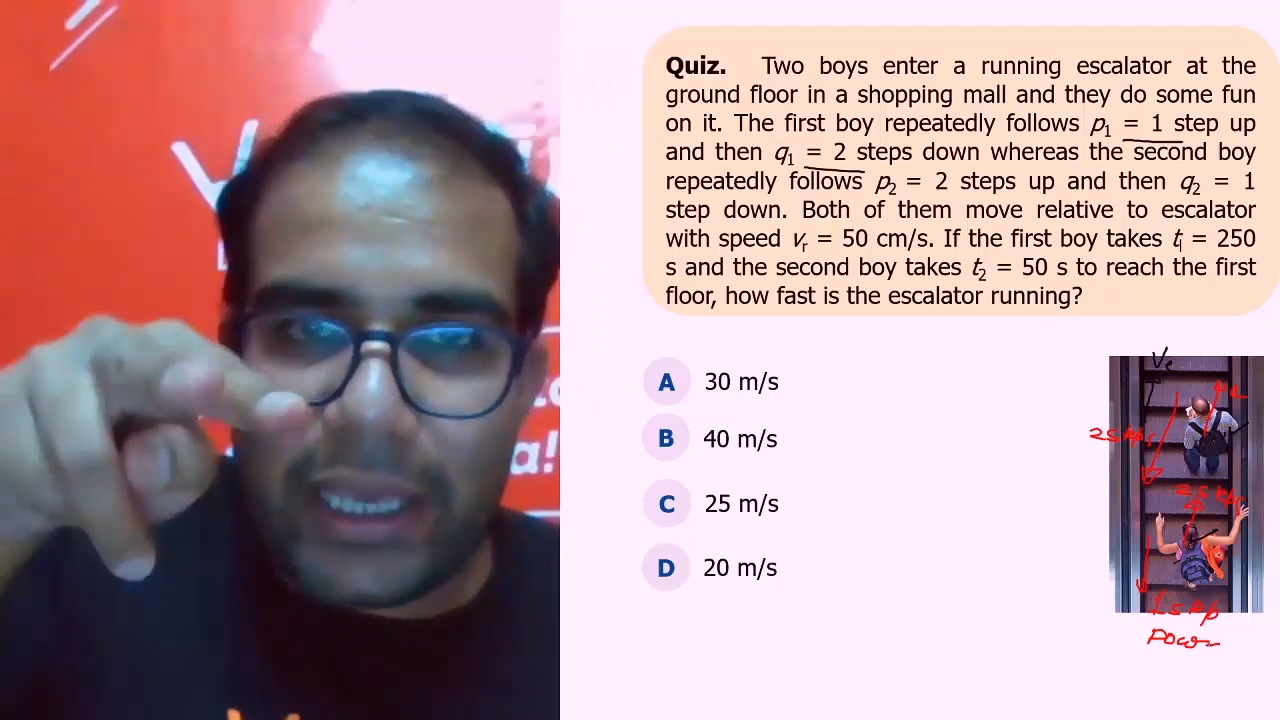 Quiz. Two boys enter a running escalator at the
ground floor in a shopping mall and they do some fun
on it. The first boy repeatedly follows p₁ = 1 step up
and then q₁ = 2 steps down whereas the second boy
repeatedly follows p₂ = 2 steps up and then q₂ = 1
step down. Both of them move relative to escalator
with speed vᵣ = 50 cm/s. If the first boy takes t₁ = 250
s and the second boy takes t₂ = 50 s to reach the first
floor, how fast is the escalator running?
A 30 m/s
B 40 m/s
C 25 m/s
D 20 m/s
Ve
a!